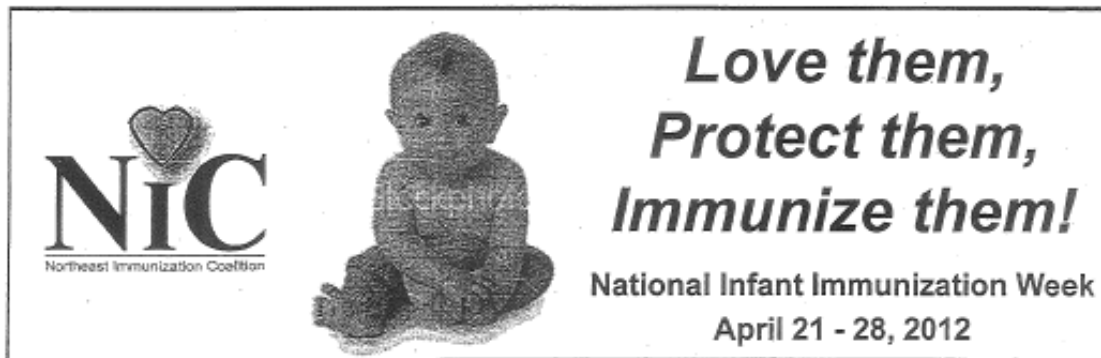 NiC
Northeast Immunization Coalition
Love them,
Protect them,
Immunize them!
National Infant Immunization Week
April 21 - 28, 2012